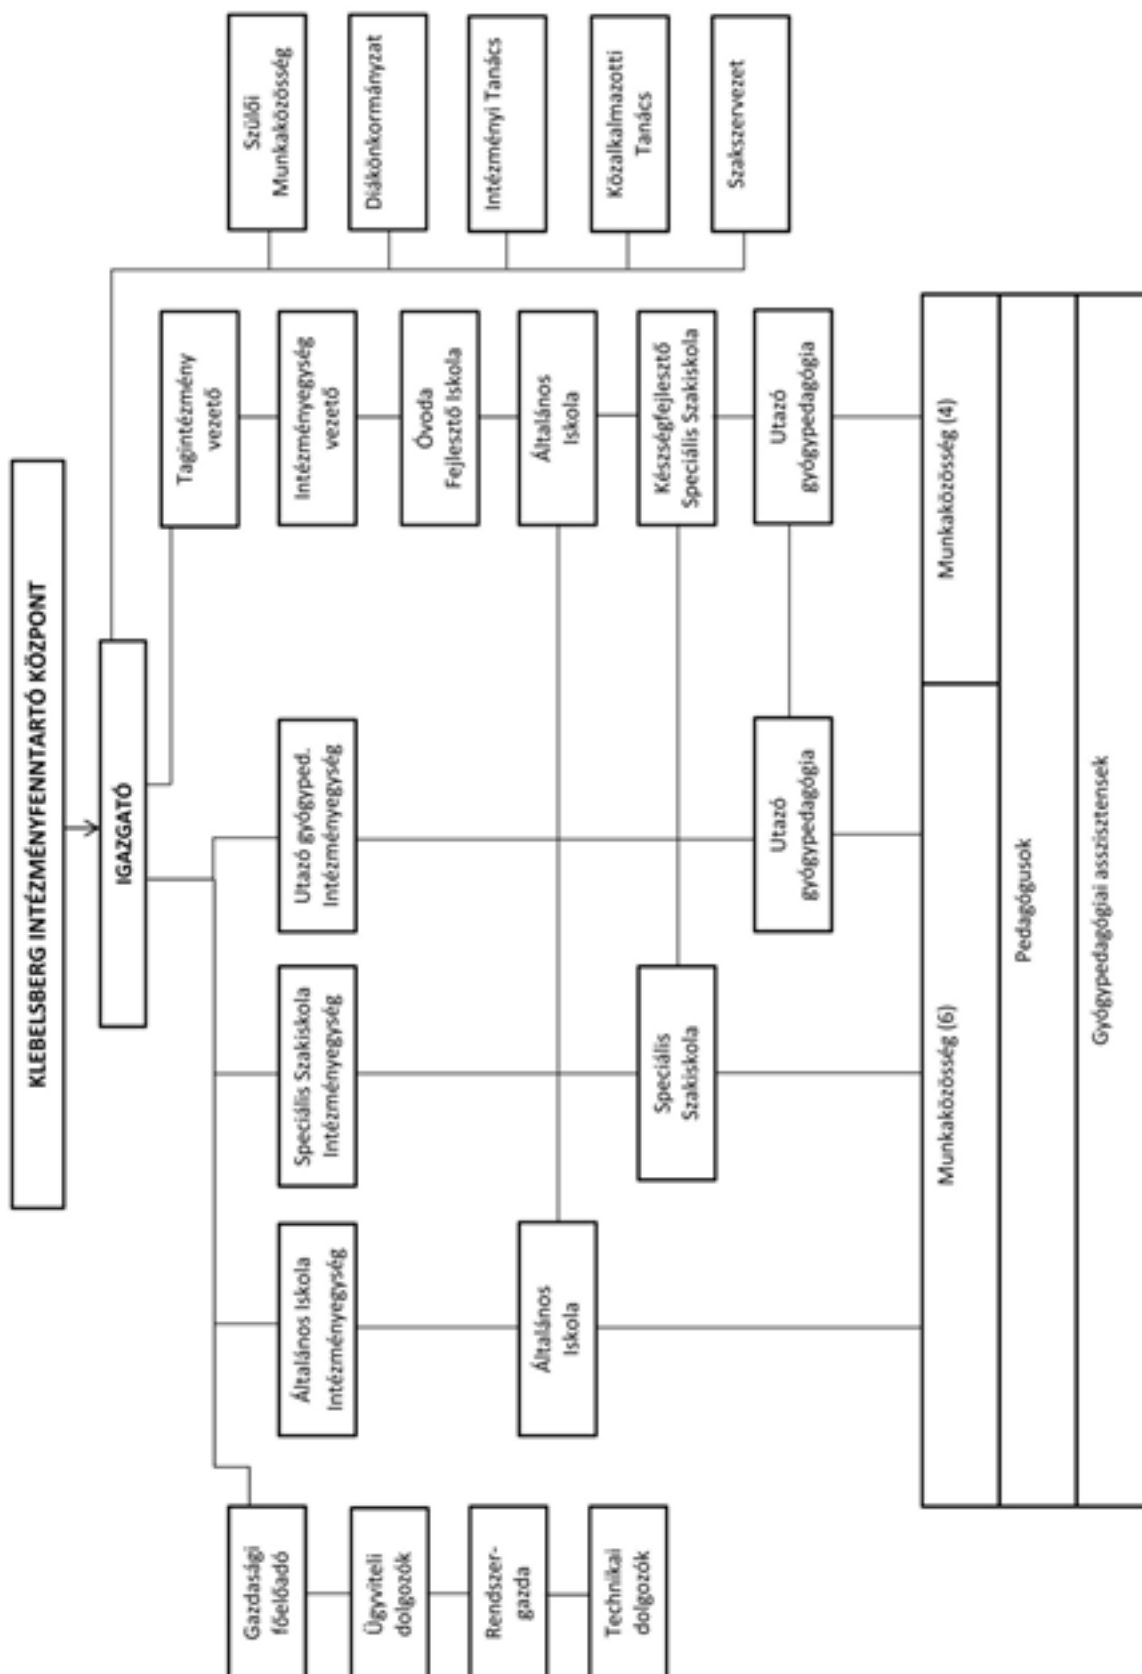 KLEBELSBERG INTÉZMÉNYFENNTARTÓ KÖZPONT
IGAZGATÓ
Tagintézmény
vezető
Gazdasági
főelőadó
Szülői
Munkaközösség
Általános Iskola
Intézményegység
Speciális Szakiskola
Intézményegység
Utazó gyógyped.
Intézményegység
Intézményegység
vezető
Ügyviteli
dolgozók
Diákönkormányzat
Óvoda
Fejlesztő Iskola
Rendszer-
gazda
Intézményi Tanács
Általános
Iskola
Általános
Iskola
Technikai
dolgozók
Közalkalmazotti
Tanács
Speciális
Szakiskola
Készségfejlesztő
Speciális Szakiskola
Szakszervezet
Utazó
gyógypedagógia
Utazó
gyógypedagógia
Munkaközösség (6)
Munkaközösség (4)
Pedagógusok
Gyógypedagógiai asszisztensek